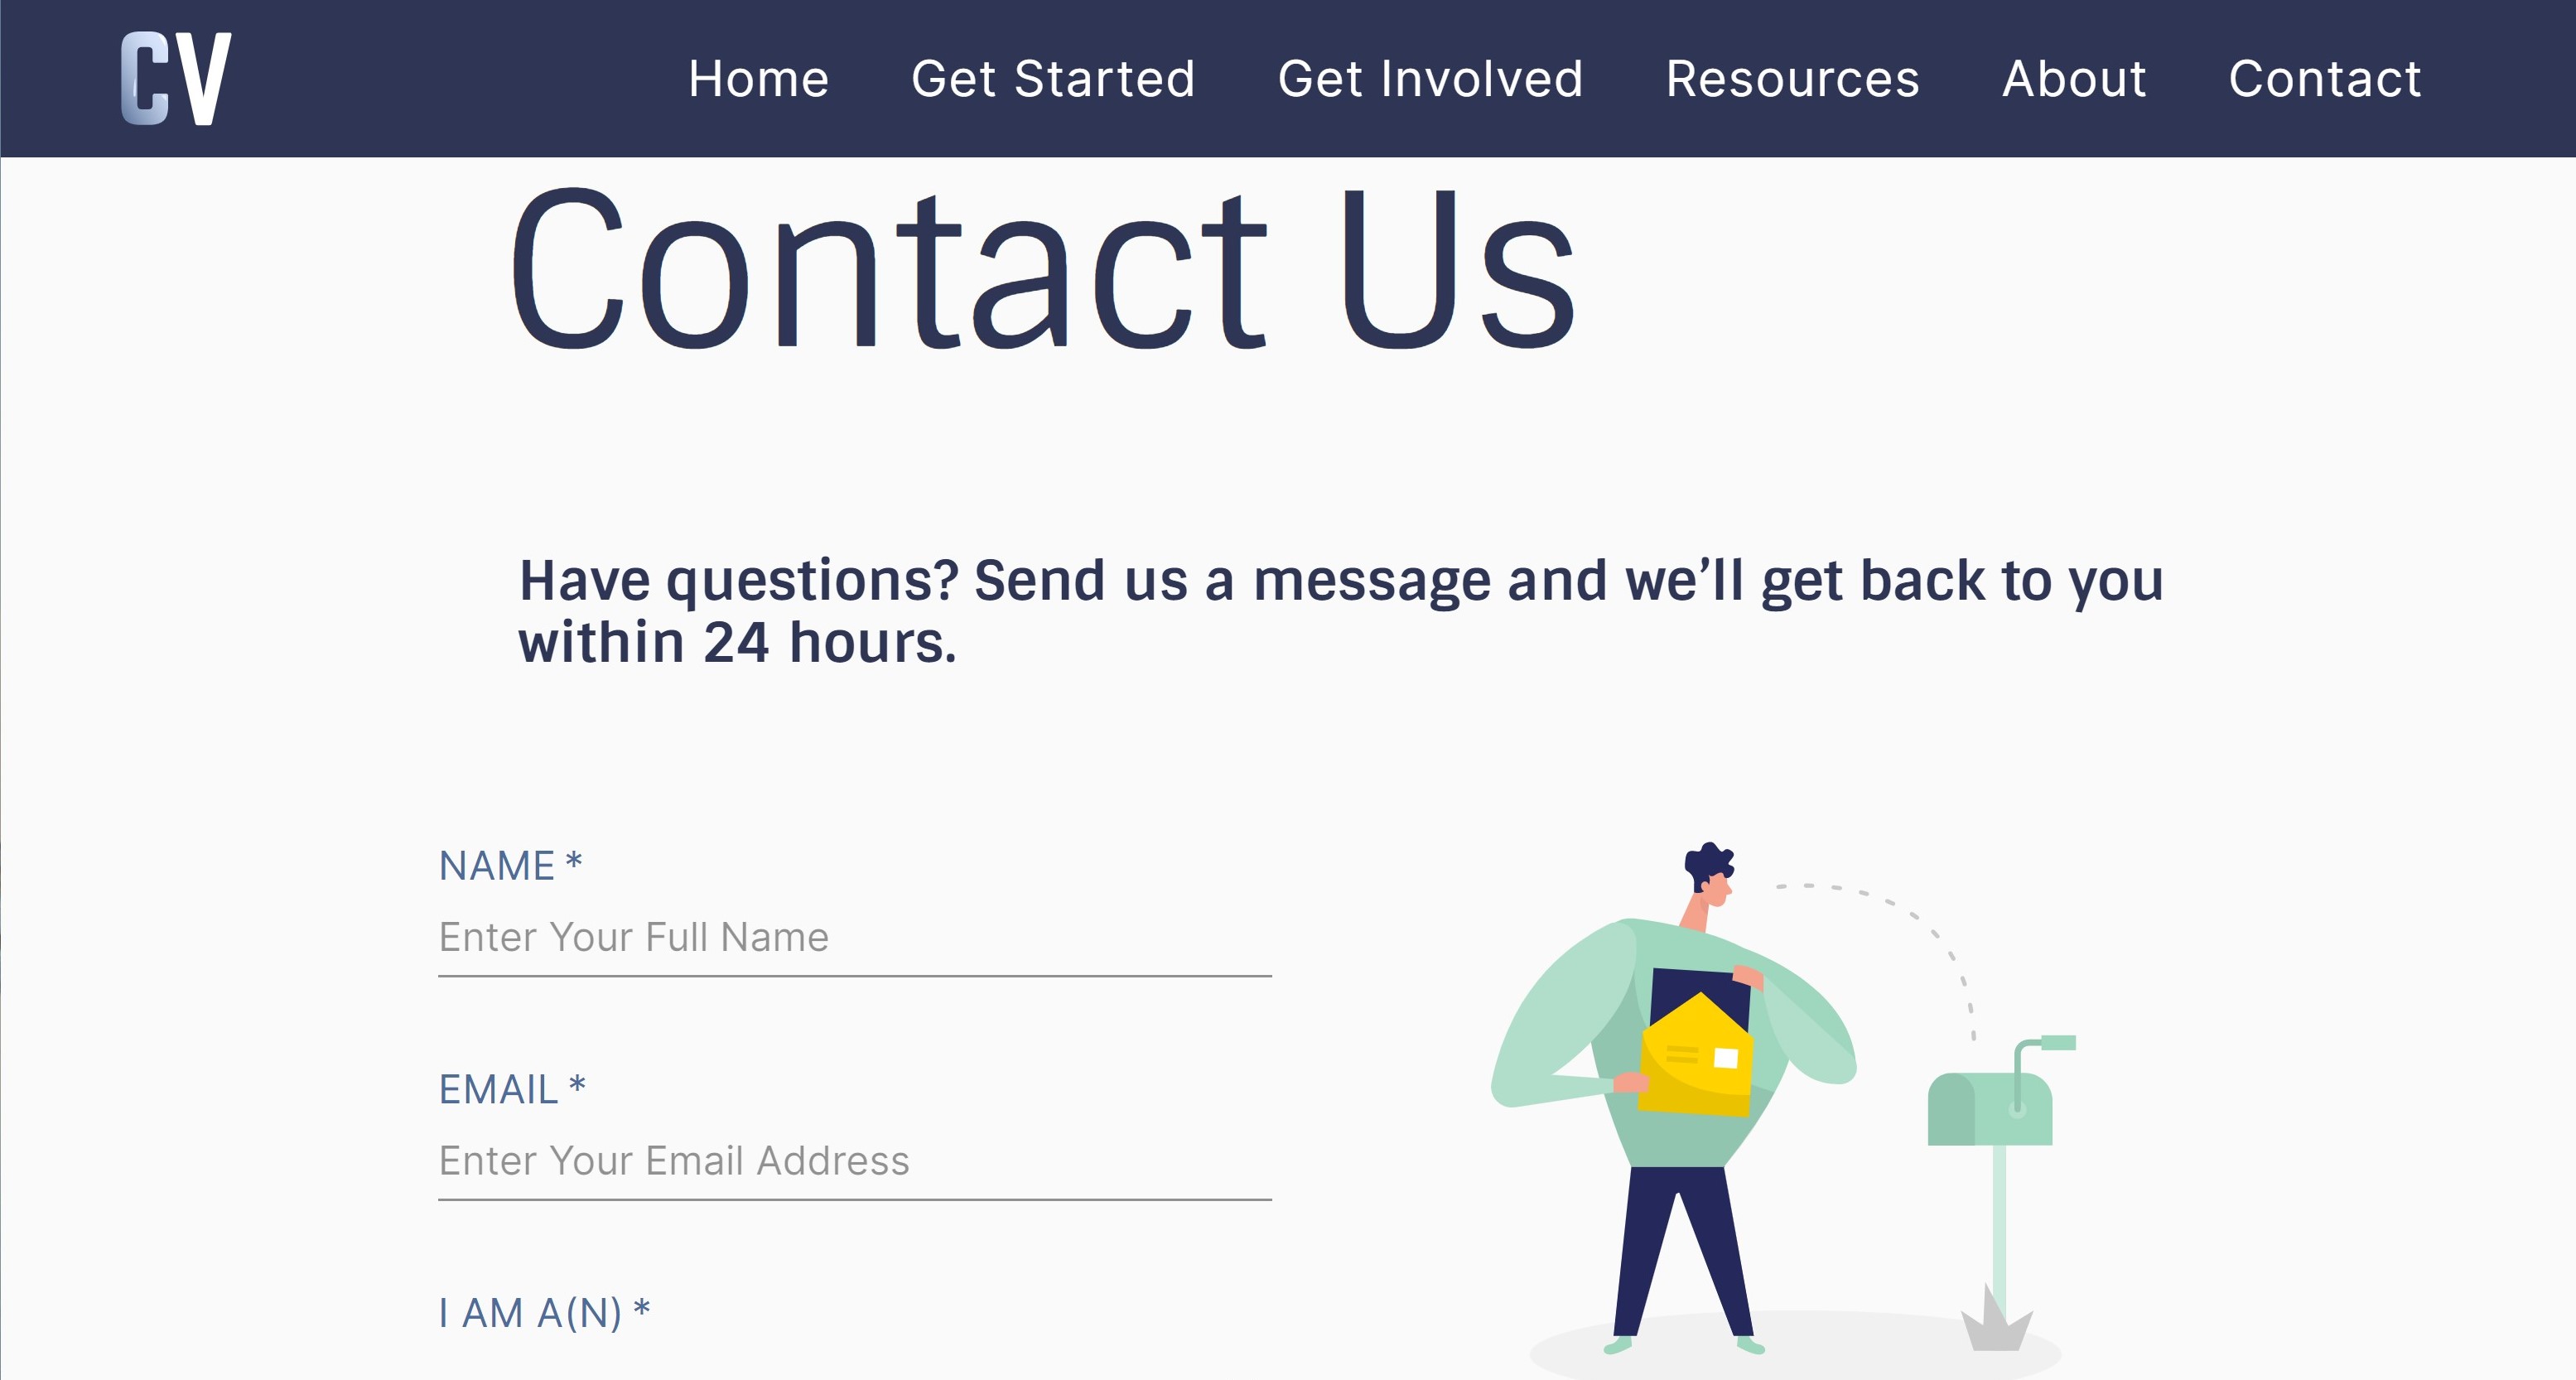 CV
Home Get Started Get Involved Resources About Contact
Contact Us
Have questions? Send us a message and we’ll get back to you
within 24 hours.
NAME *
Enter Your Full Name
EMAIL *
Enter Your Email Address
I AM A(N) *